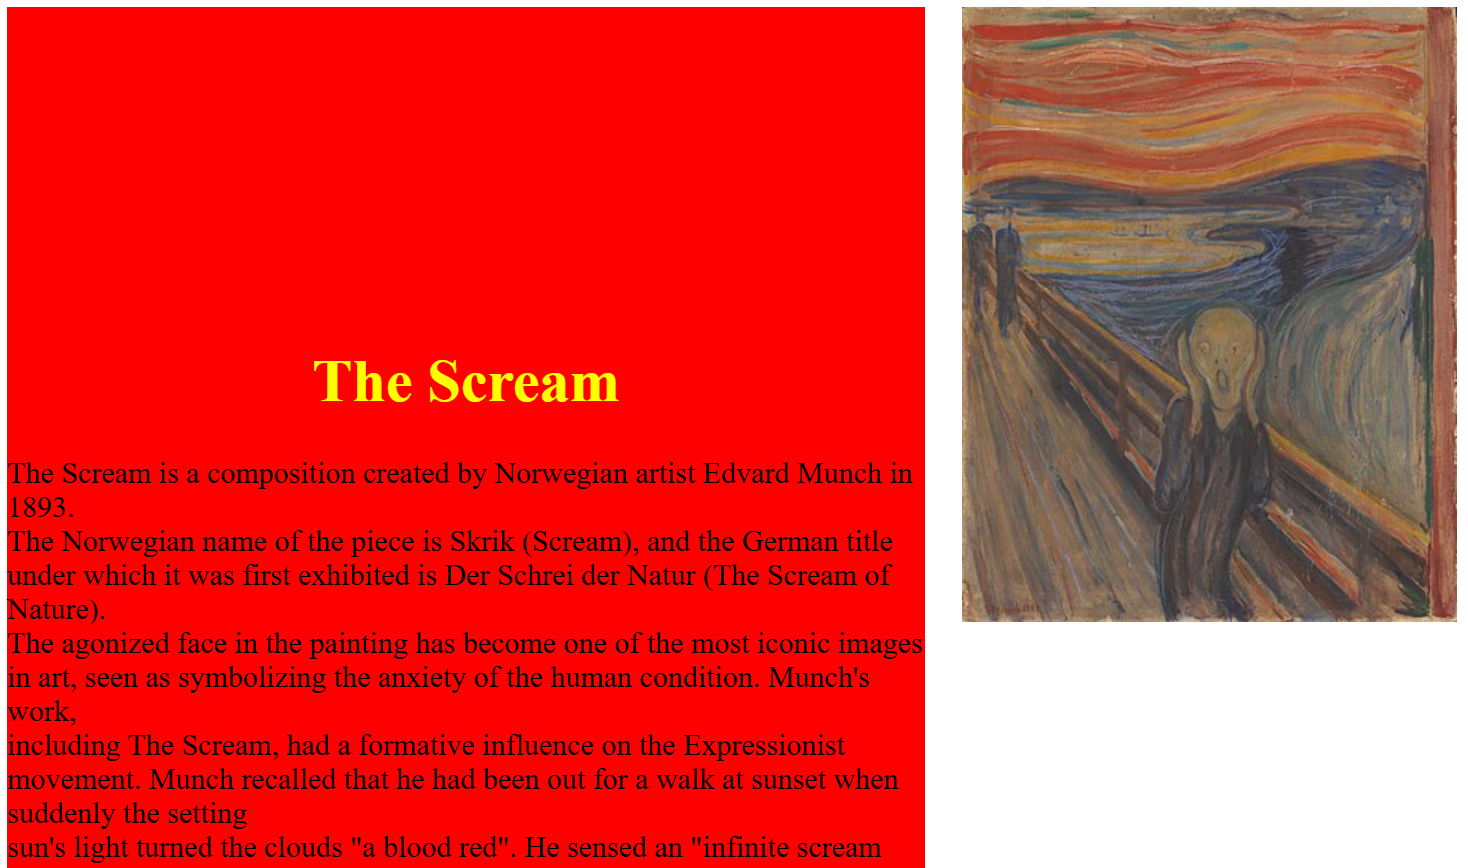 The Scream
The Scream is a composition created by Norwegian artist Edvard Munch in
1893.
The Norwegian name of the piece is Skrik (Scream), and the German title
under which it was first exhibited is Der Schrei der Natur (The Scream of
Nature).
The agonized face in the painting has become one of the most iconic images
in art, seen as symbolizing the anxiety of the human condition. Munch's
work,
including The Scream, had a formative influence on the Expressionist
movement. Munch recalled that he had been out for a walk at sunset when
suddenly the setting
sun's light turned the clouds "a blood red". He sensed an "infinite scream